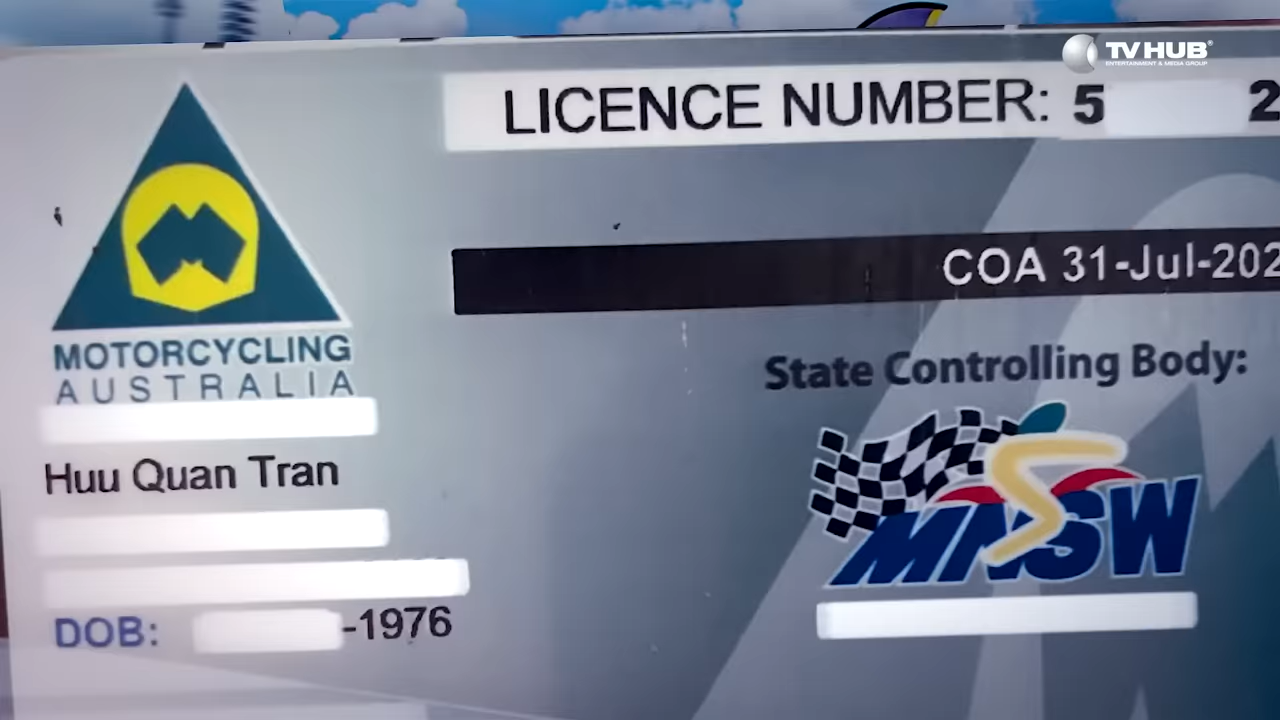 TV HUB
ENTERTAINMENT & MEDIA GROUP
LICENCE NUMBER: 5 2
COA 31-Jul-202
MOTORCYCLING
AUSTRALIA
State Controlling Body:
MNSW
Huu Quan Tran
DOB: -1976